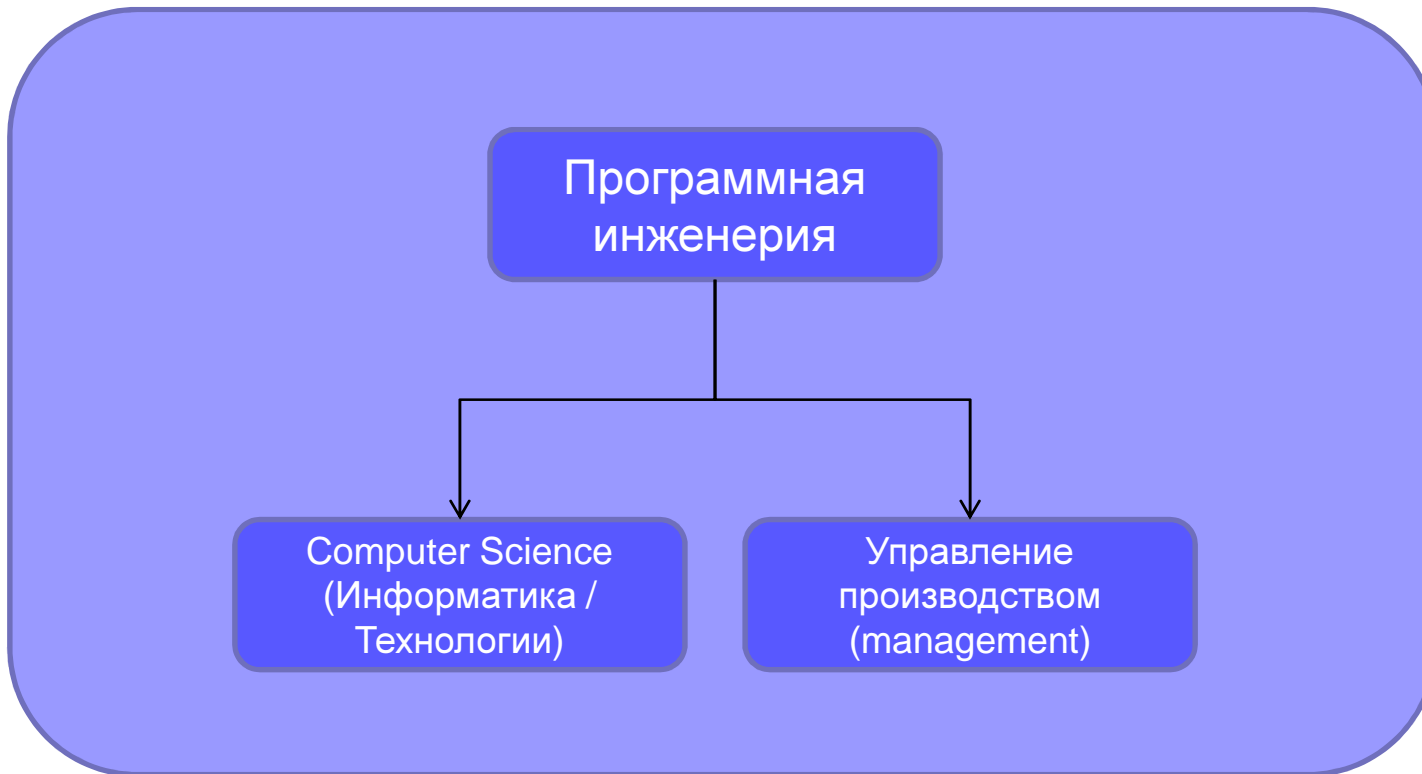 Программная
инженерия
Computer Science
(Информатика /
Технологии)
Управление
производством
(management)